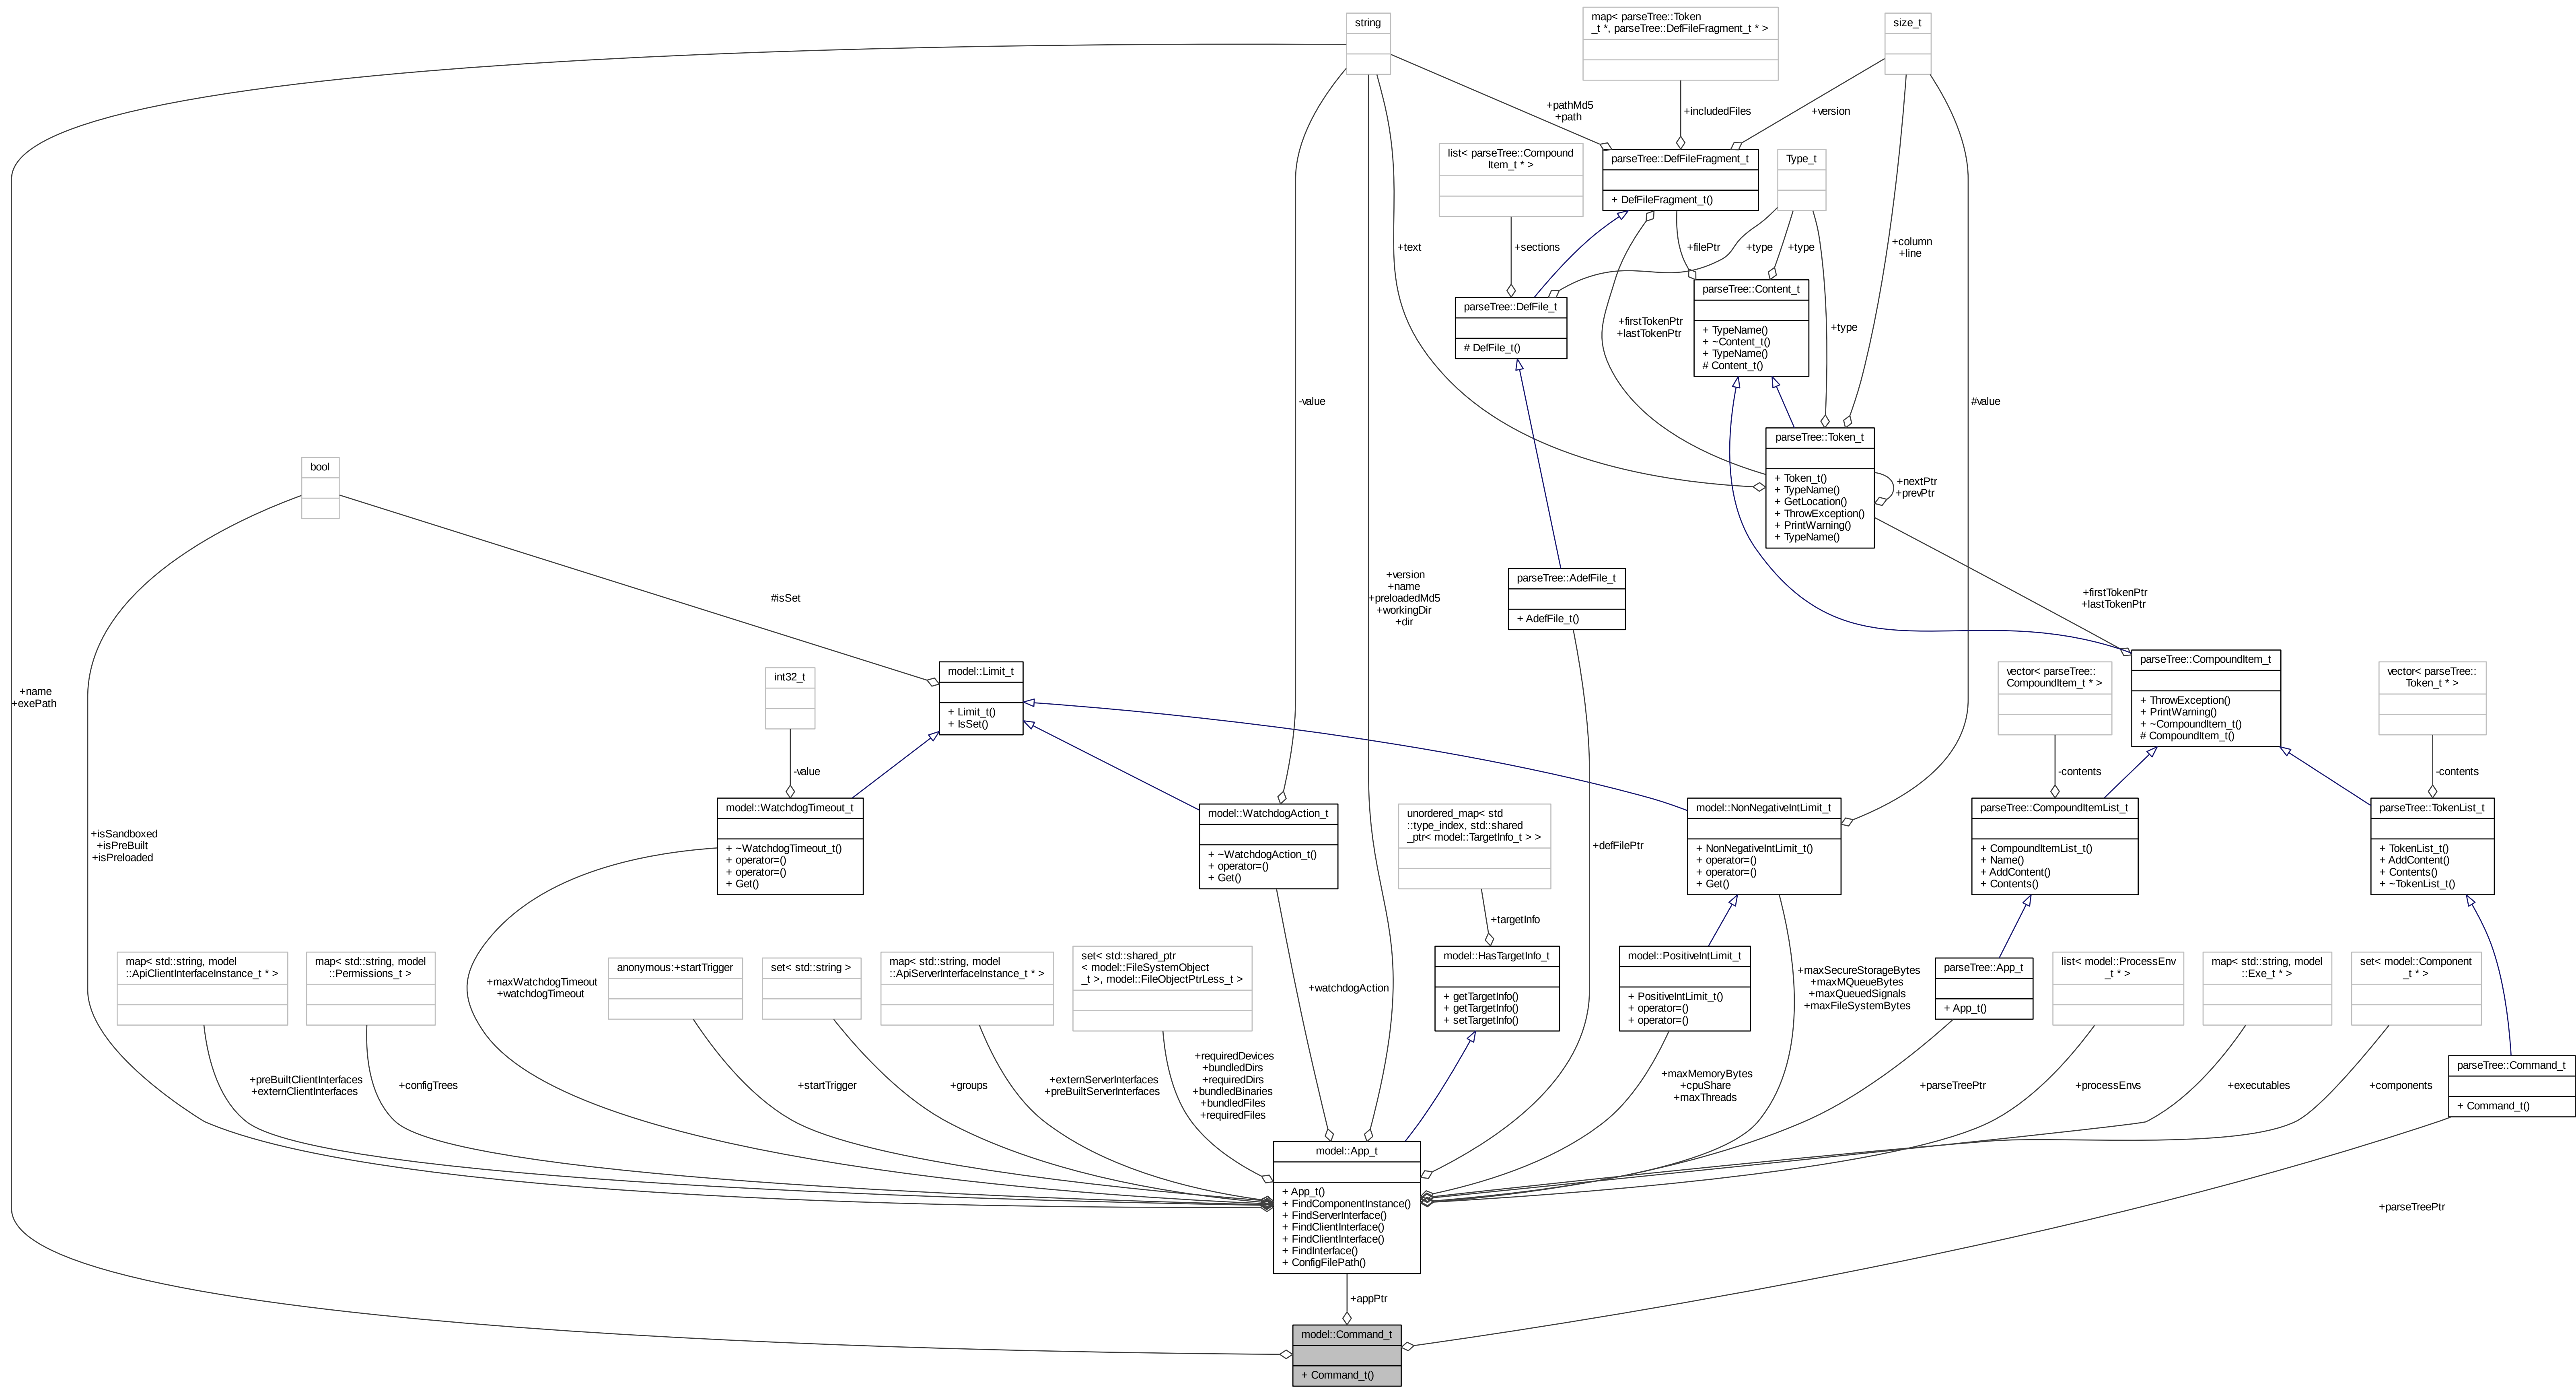 string
map< parseTree::Token
_t *, parseTree::DefFileFragment_t * >
size_t
+pathMd5
+path
+includedFiles
+version
list< parseTree::Compound
Item_t * >
parseTree::DefFileFragment_t
+ DefFileFragment_t()
Type_t
+text
+sections
+filePtr
+type
+type
+column
+line
parseTree::Content_t
+ TypeName()
+ ~Content_t()
+ TypeName()
# Content_t()
parseTree::DefFile_t
# DefFile_t()
+firstTokenPtr
+lastTokenPtr
+type
-value
#value
parseTree::Token_t
+ Token_t()
+ TypeName()
+ GetLocation()
+ ThrowException()
+ PrintWarning()
+ TypeName()
+nextPtr
+prevPtr
bool
#isSet
+version
+name
+preloadedMd5
+workingDir
+dir
parseTree::AdefFile_t
+ AdefFile_t()
+firstTokenPtr
+lastTokenPtr
+name
+exePath
int32_t
model::Limit_t
+ Limit_t()
+ IsSet()
vector< parseTree::
CompoundItem_t * >
parseTree::CompoundItem_t
+ ThrowException()
+ PrintWarning()
+ ~CompoundItem_t()
# CompoundItem_t()
vector< parseTree::
Token_t * >
-value
-contents
-contents
+isSandboxed
+isPreBuilt
+isPreloaded
model::WatchdogTimeout_t
+ ~WatchdogTimeout_t()
+ operator=()
+ operator=()
+ Get()
model::WatchdogAction_t
+ ~WatchdogAction_t()
+ operator=()
+ Get()
unordered_map< std
::type_index, std::shared
_ptr< model::TargetInfo_t > >
+defFilePtr
model::NonNegativeIntLimit_t
+ NonNegativeIntLimit_t()
+ operator=()
+ operator=()
+ Get()
parseTree::CompoundItemList_t
+ CompoundItemList_t()
+ Name()
+ AddContent()
+ Contents()
parseTree::TokenList_t
+ TokenList_t()
+ AddContent()
+ Contents()
+ ~TokenList_t()
+targetInfo
map< std::string, model
::ApiClientInterfaceInstance_t * >
map< std::string, model
::Permissions_t >
+maxWatchdogTimeout
+watchdogTimeout
anonymous:+startTrigger
set< std::string >
map< std::string, model
::ApiServerInterfaceInstance_t * >
set< std::shared_ptr
< model::FileSystemObject
_t >, model::FileObjectPtrLess_t >
+watchdogAction
model::HasTargetInfo_t
+ getTargetInfo()
+ getTargetInfo()
+ setTargetInfo()
model::PositiveIntLimit_t
+ PositiveIntLimit_t()
+ operator=()
+ operator=()
+maxSecureStorageBytes
+maxMQueueBytes
+maxQueuedSignals
+maxFileSystemBytes
parseTree::App_t
+ App_t()
list< model::ProcessEnv
_t * >
map< std::string, model
::Exe_t * >
set< model::Component
_t * >
+preBuiltClientInterfaces
+externClientInterfaces
+configTrees
+startTrigger
+groups
+externServerInterfaces
+preBuiltServerInterfaces
+requiredDevices
+bundledDirs
+requiredDirs
+bundledBinaries
+bundledFiles
+requiredFiles
+maxMemoryBytes
+cpuShare
+maxThreads
+parseTreePtr
+processEnvs
+executables
+components
parseTree::Command_t
+ Command_t()
model::App_t
+ App_t()
+ FindComponentInstance()
+ FindServerInterface()
+ FindClientInterface()
+ FindClientInterface()
+ FindInterface()
+ ConfigFilePath()
+parseTreePtr
+appPtr
model::Command_t
+ Command_t()